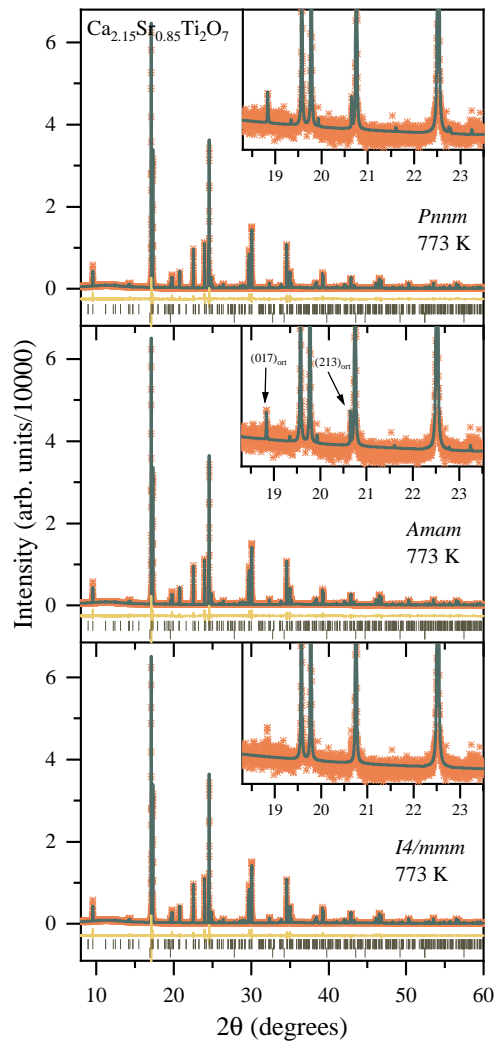 Ca2.15Sr0.85Ti2O7
6
4
2
0
19 20 21 22 23
Pnnm
773 K
6
4
2
0
(017)ort
(213)ort
19 20 21 22 23
Amam
773 K
6
4
2
0
19 20 21 22 23
I4/mmm
773 K
10 20 30 40 50 60
2θ (degrees)
Intensity (arb. units/10000)